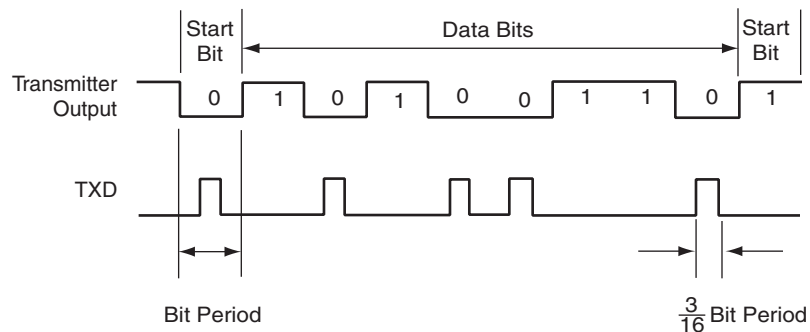 Start
Bit
Data Bits
Start
Bit
Transmitter
Output
0 1 0 1 0 0 1 1 0 1
TXD
Bit Period
3/16 Bit Period